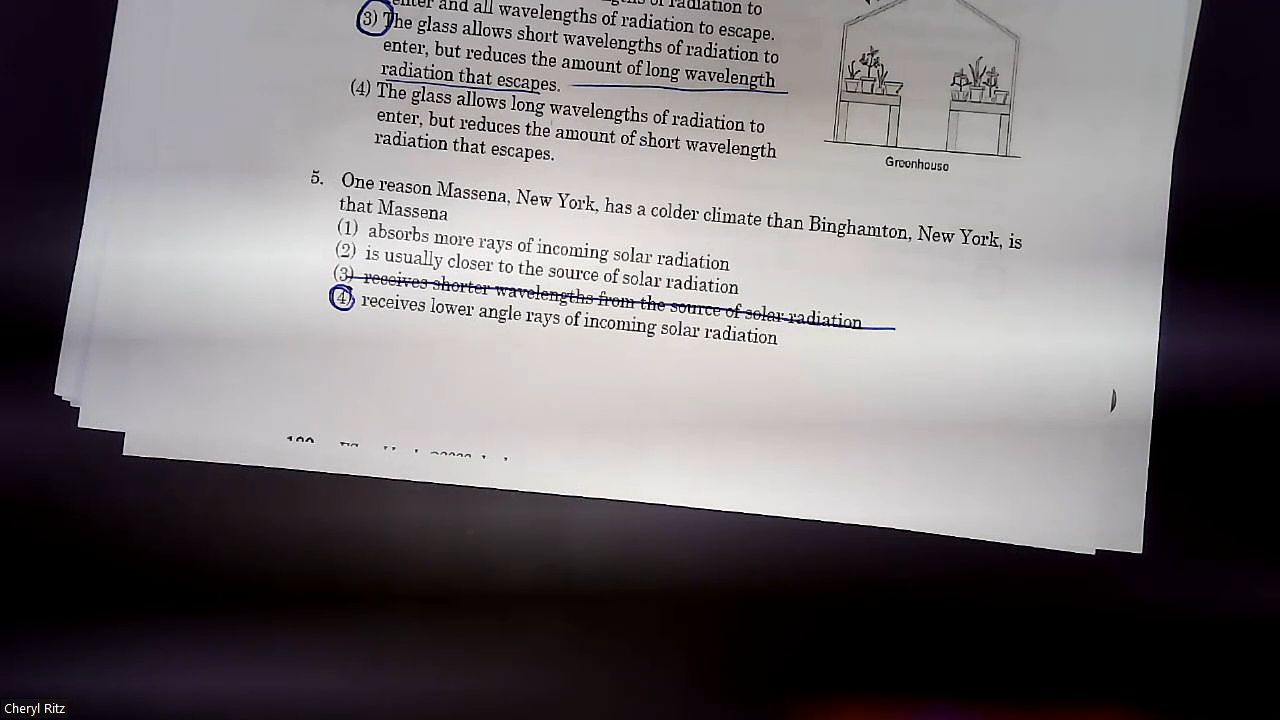 radiation to
enter and all wavelengths of radiation to escape.
(3) The glass allows short wavelengths of radiation to
enter, but reduces the amount of long wavelength
radiation that escapes.
(4) The glass allows long wavelengths of radiation to
enter, but reduces the amount of short wavelength
radiation that escapes.
Greenhouse
5. One reason Massena, New York, has a colder climate than Binghamton, New York, is
that Massena
(1) absorbs more rays of incoming solar radiation
(2) is usually closer to the source of solar radiation
(3) receives shorter wavelengths from the source of solar radiation
(4) receives lower angle rays of incoming solar radiation
Cheryl Ritz